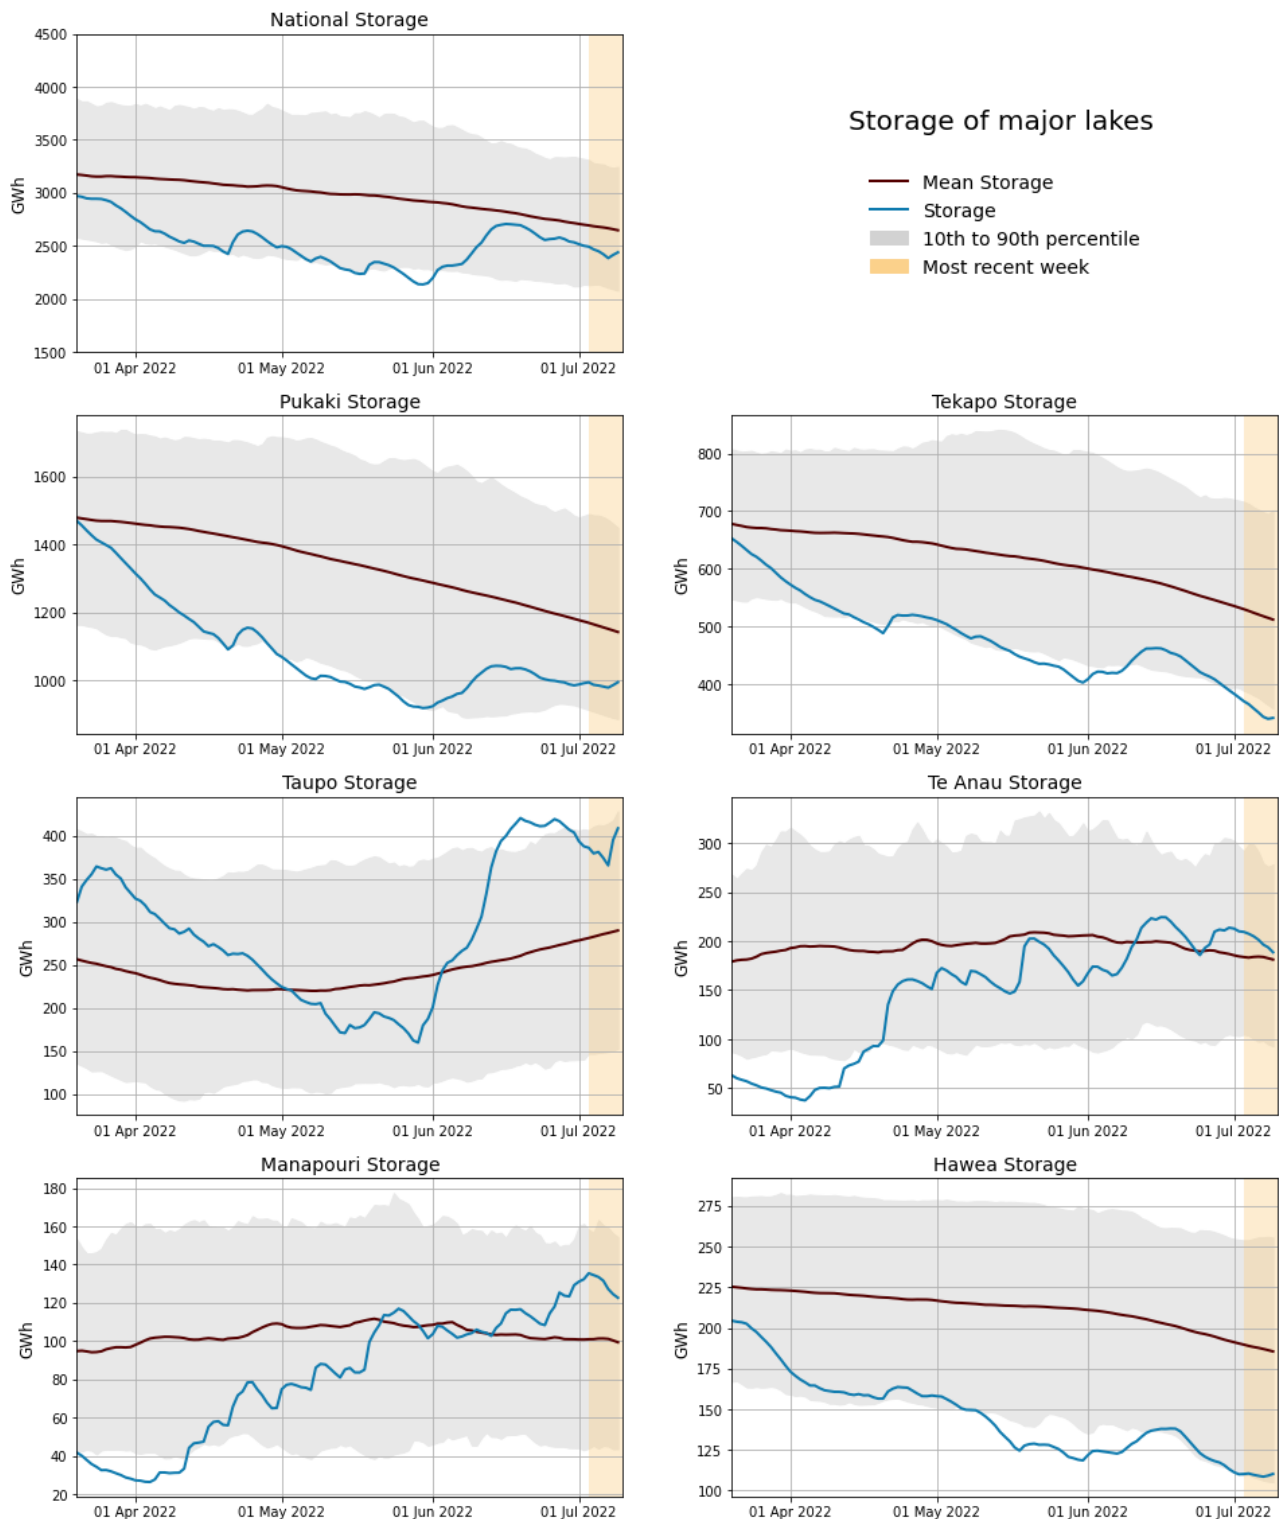 National Storage
4500
4000
3500
3000
2500
2000
1500
GWh
01 Apr 2022 01 May 2022 01 Jun 2022 01 Jul 2022
Storage of major lakes
Mean Storage
Storage
10th to 90th percentile
Most recent week
Pukaki Storage
1600
1400
1200
1000
GWh
01 Apr 2022 01 May 2022 01 Jun 2022 01 Jul 2022
Tekapo Storage
800
700
600
500
400
GWh
01 Apr 2022 01 May 2022 01 Jun 2022 01 Jul 2022
Taupo Storage
400
350
300
250
200
150
100
GWh
01 Apr 2022 01 May 2022 01 Jun 2022 01 Jul 2022
Te Anau Storage
300
250
200
150
100
50
GWh
01 Apr 2022 01 May 2022 01 Jun 2022 01 Jul 2022
Manapouri Storage
180
160
140
120
100
80
60
40
20
GWh
01 Apr 2022 01 May 2022 01 Jun 2022 01 Jul 2022
Hawea Storage
275
250
225
200
175
150
125
100
GWh
01 Apr 2022 01 May 2022 01 Jun 2022 01 Jul 2022